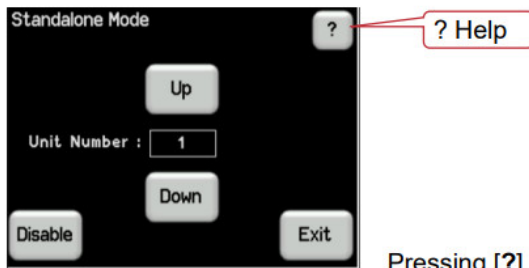 Standalone Mode
?
? Help
Up
Unit Number : 1
Down
Disable
Exit
Pressing [?]